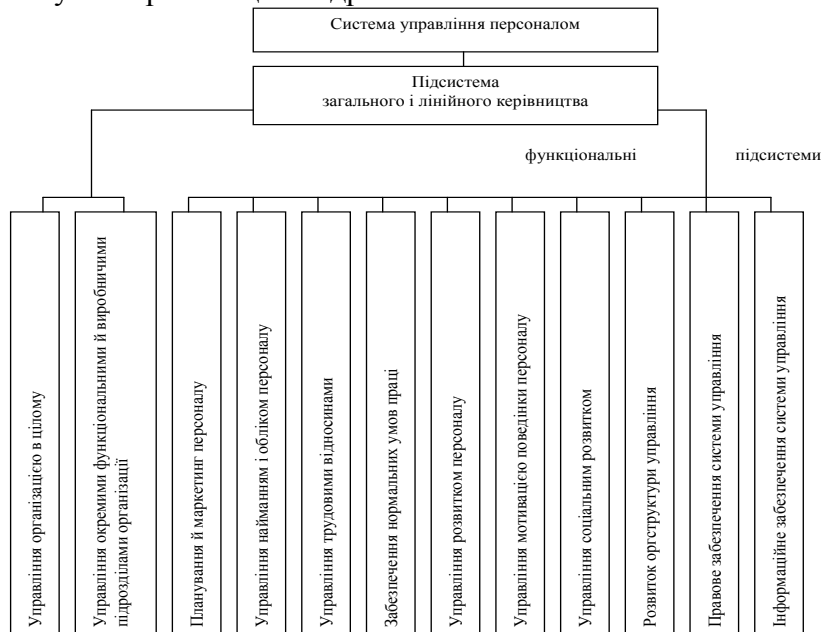 Система управління персоналом
Підсистема
загального і лінійного керівництва
функціональні підсистеми
Управління організацією в цілому
Управління окремими функціональними й виробничими
підрозділами організації
Планування й маркетинг персоналу
Управління найманням і обліком персоналу
Управління трудовими відносинами
Забезпечення нормальних умов праці
Управління розвитком персоналу
Управління мотивацією поведінки персоналу
Управління соціальним розвитком
Розвиток оргструктури управління
Правове забезпечення системи управління
Інформаційне забезпечення системи управління